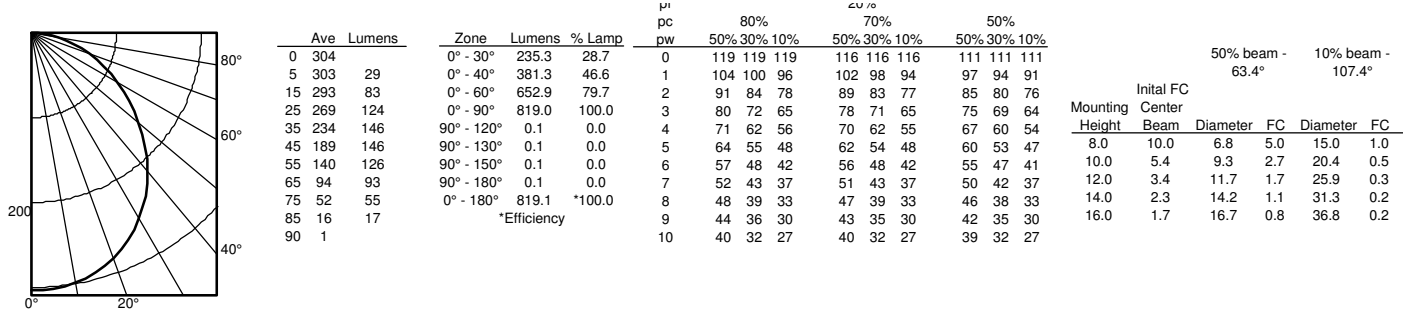 80°
60°
200
40°
0° 20°
Ave Lumens
0 304
5 303 29
15 293 83
25 269 124
35 234 146
45 189 146
55 140 126
65 94 93
75 52 55
85 16 17
90 1
Zone Lumens % Lamp
0° - 30° 235.3 28.7
0° - 40° 381.3 46.6
0° - 60° 652.9 79.7
0° - 90° 819.0 100.0
90° - 120° 0.1 0.0
90° - 130° 0.1 0.0
90° - 150° 0.1 0.0
90° - 180° 0.1 0.0
0° - 180° 819.1 *100.0
*Efficiency
pf 20%
pc 80% 70% 50%
pw 50% 30% 10% 50% 30% 10% 50% 30% 10%
0 119 119 119 116 116 116 111 111 111
1 104 100 96 102 98 94 97 94 91
2 91 84 78 89 83 77 85 80 76
3 80 72 65 78 71 65 75 69 64
4 71 62 56 70 62 55 67 60 54
5 64 55 48 62 54 48 60 53 47
6 57 48 42 56 48 42 55 47 41
7 52 43 37 51 43 37 50 42 37
8 48 39 33 47 39 33 46 38 33
9 44 36 30 43 35 30 42 35 30
10 40 32 27 40 32 27 39 32 27
50% beam - 10% beam -
63.4° 107.4°
Inital FC
Mounting Center
Height Beam Diameter FC Diameter FC
8.0 10.0 6.8 5.0 15.0 1.0
10.0 5.4 9.3 2.7 20.4 0.5
12.0 3.4 11.7 1.7 25.9 0.3
14.0 2.3 14.2 1.1 31.3 0.2
16.0 1.7 16.7 0.8 36.8 0.2